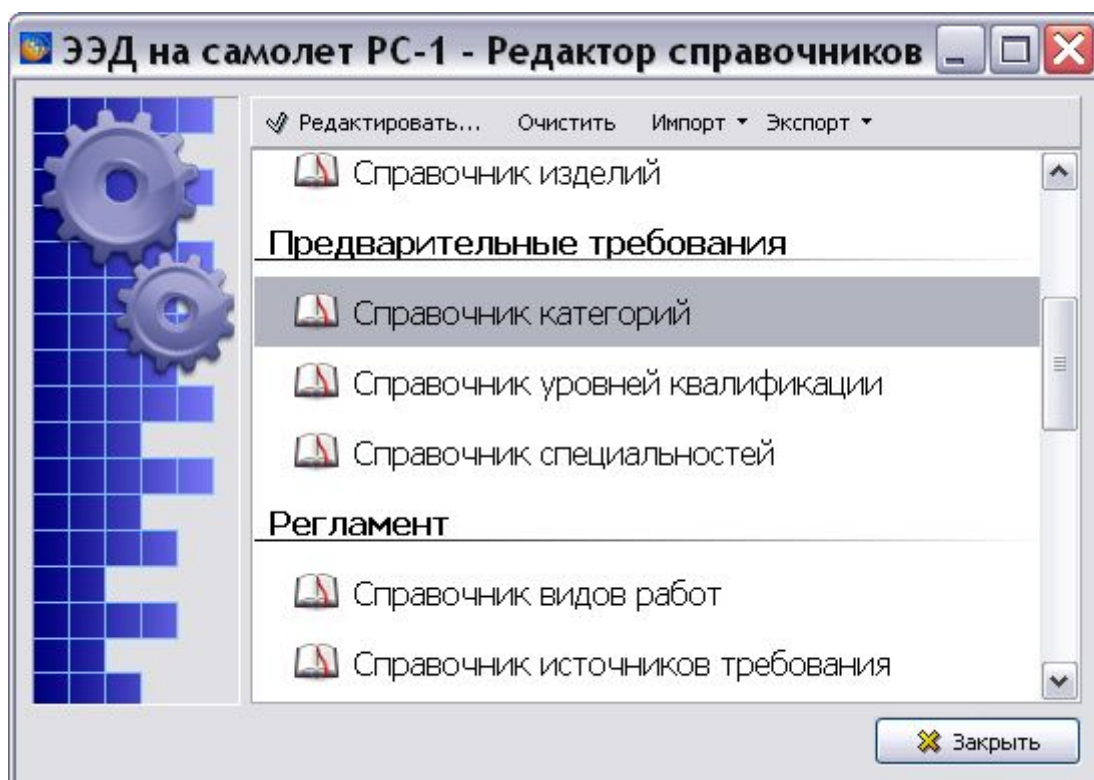 ЭЭД на самолет РС-1 - Редактор справочников
Редактировать... Очистить Импорт Экспорт
Справочник изделий
Предварительные требования
Справочник категорий
Справочник уровней квалификации
Справочник специальностей
Регламент
Справочник видов работ
Справочник источников требования
Закрыть